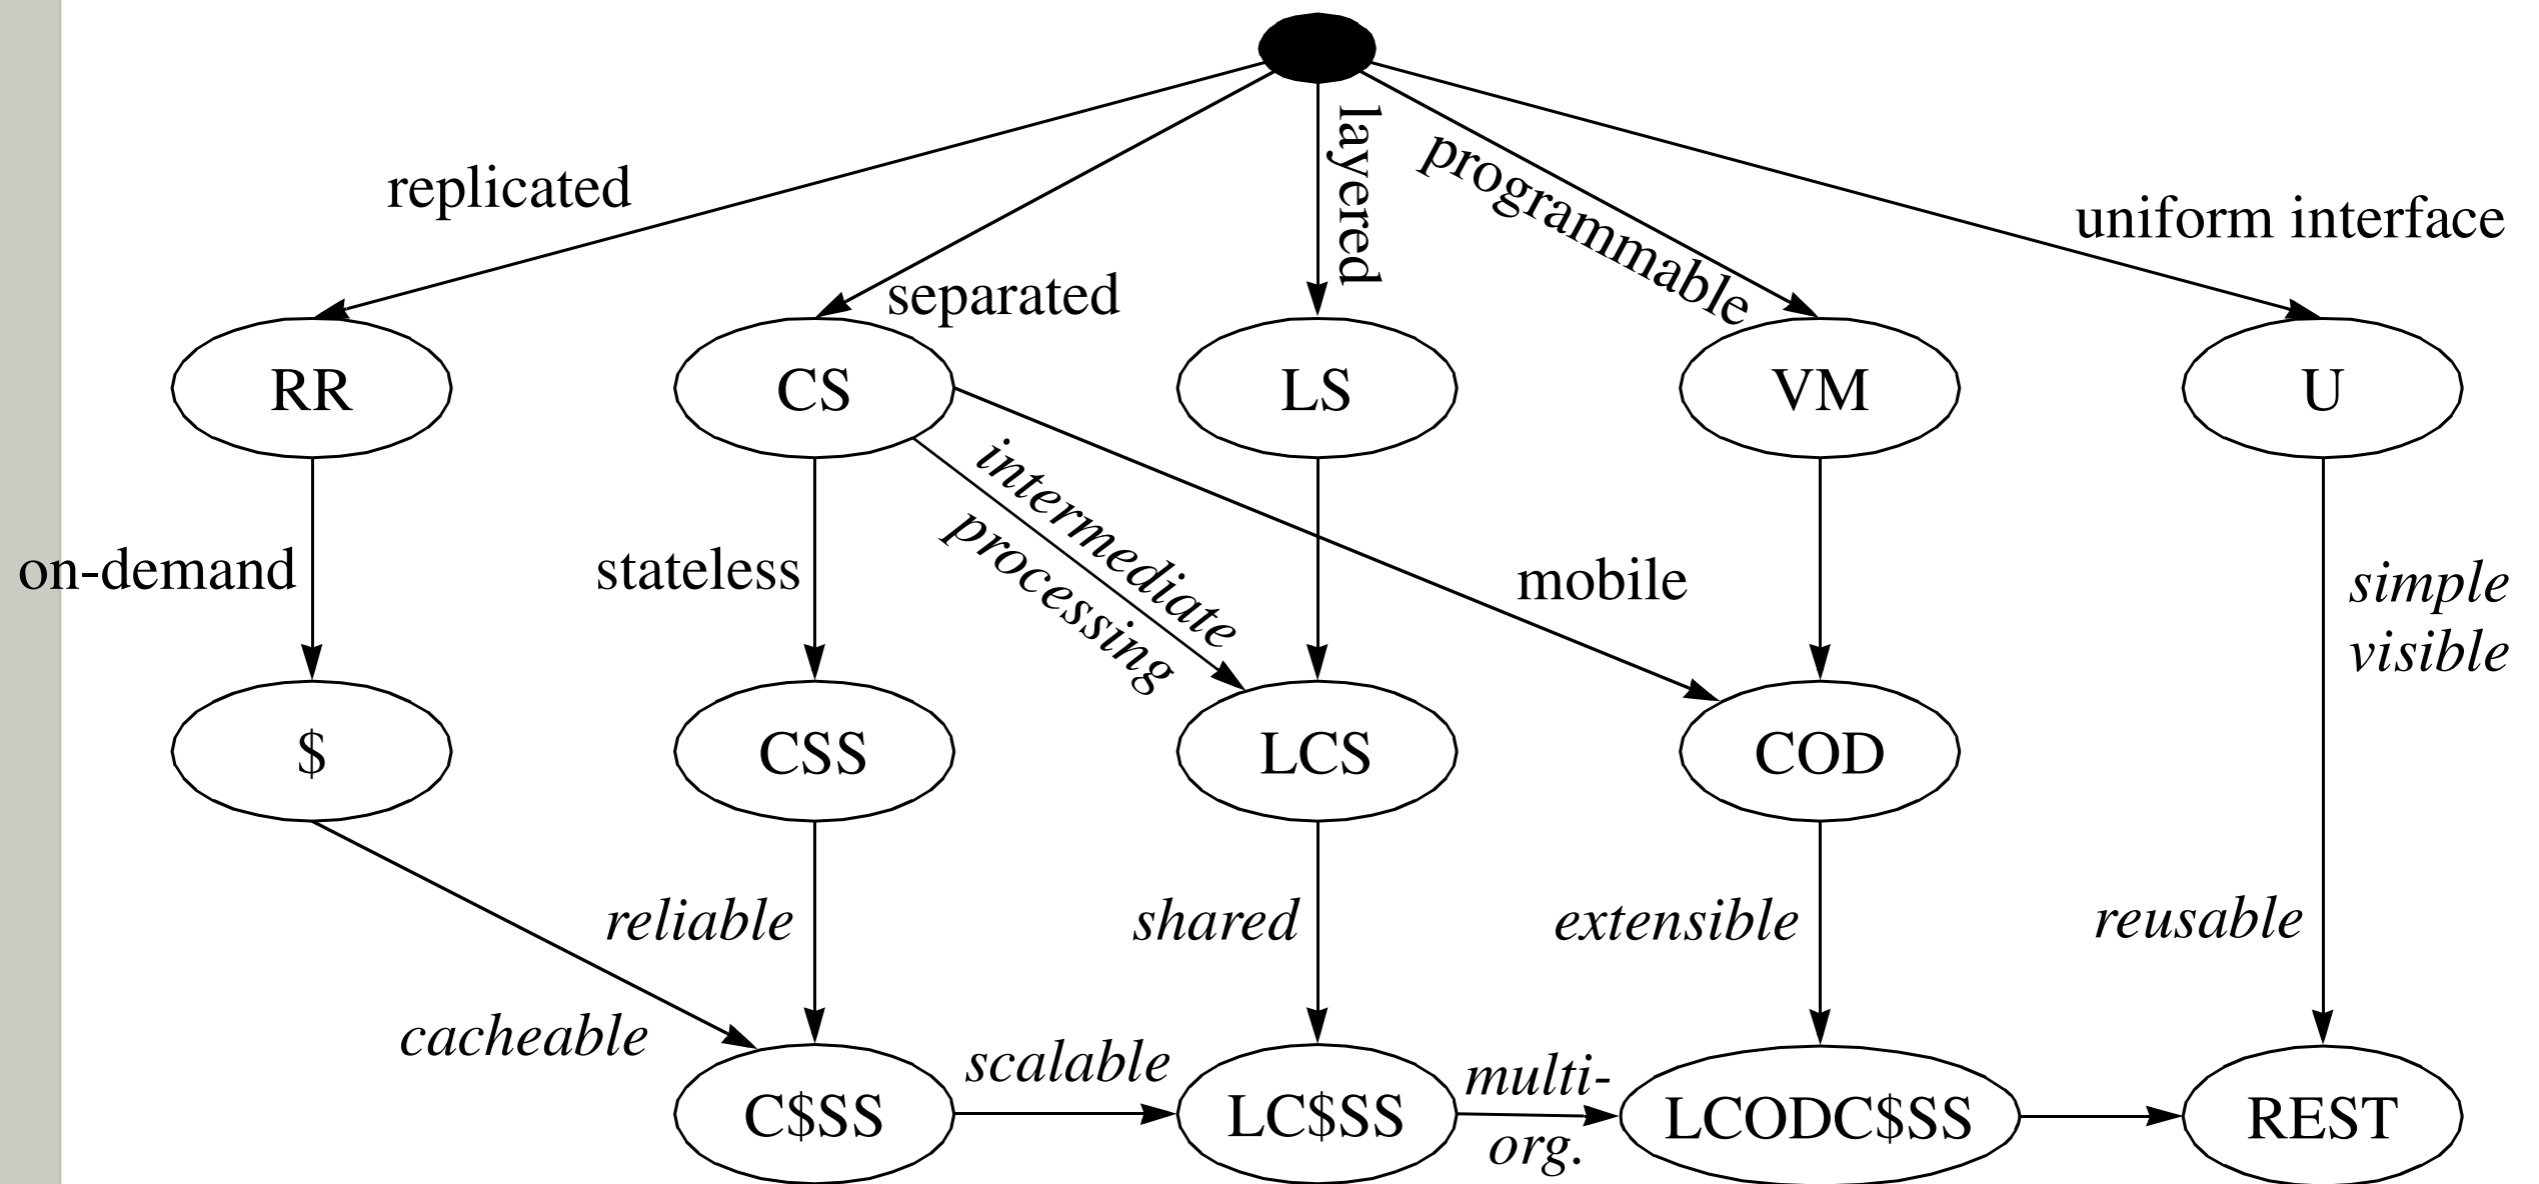 layered
programmable
replicated
uniform interface
separated
RR
CS
LS
VM
U
intermediate
processing
on-demand
stateless
mobile
simple
visible
$
CSS
LCS
COD
reliable
shared
extensible
reusable
cacheable
scalable
multi-
org.
C$SS
LC$SS
LCODC$SS
REST